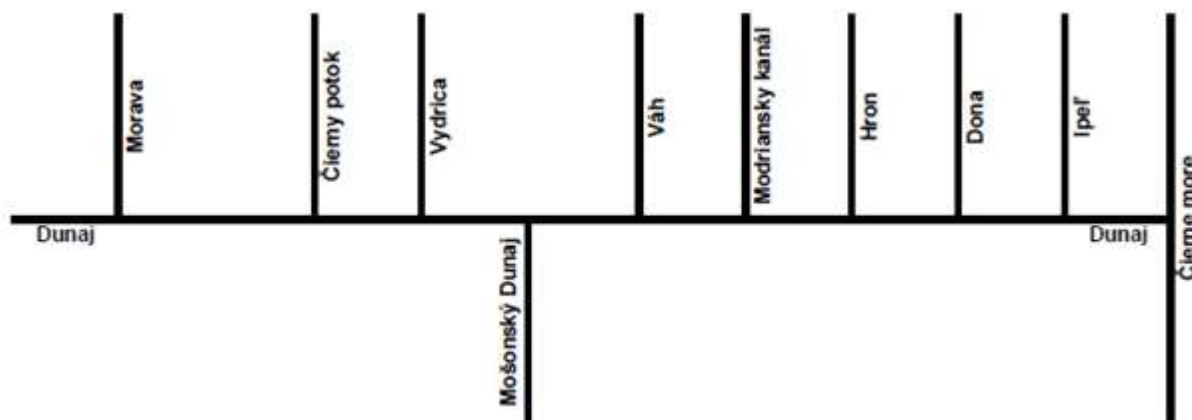 Morava
Čierny potok
Vydrica
Váh
Modriansky kanál
Hron
Dona
Ipeľ
Čierne more
Dunaj
Dunaj
Mošonský Dunaj